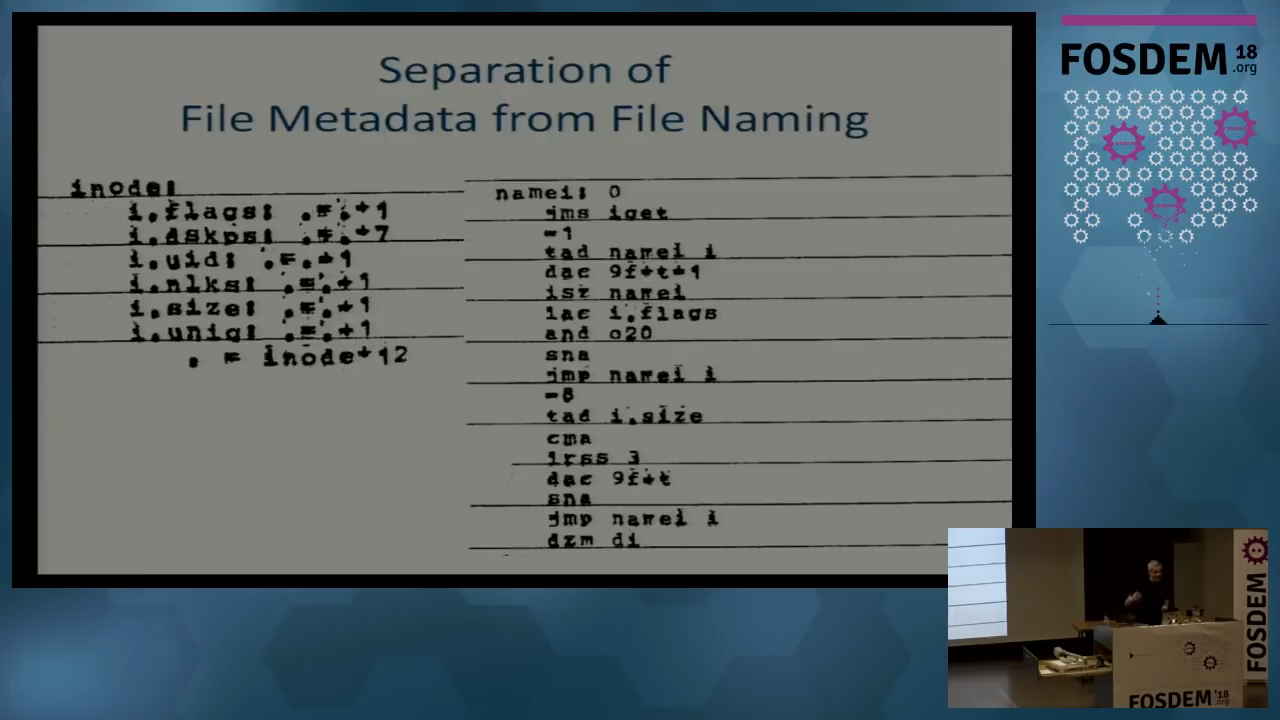 Separation of
File Metadata from File Naming
inode:
i.flags: .=.+1
i.dskps: .=.+7
i.uid: .=.+1
i.nlks: .=.+1
i.size: .=.+1
i.uniq: .=.+1
. = inode+12
namei: 0
jms iget
-1
tad namei i
dac 9f+t+1
isz namei
lac i.flags
and o20
sna
jmp namei i
-8
tad i.size
cma
lrss 3
dac 9f+t
sna
jmp namei i
dzm di
FOSDEM 18
.org
FOSDEM
FOSDEM '18
.org